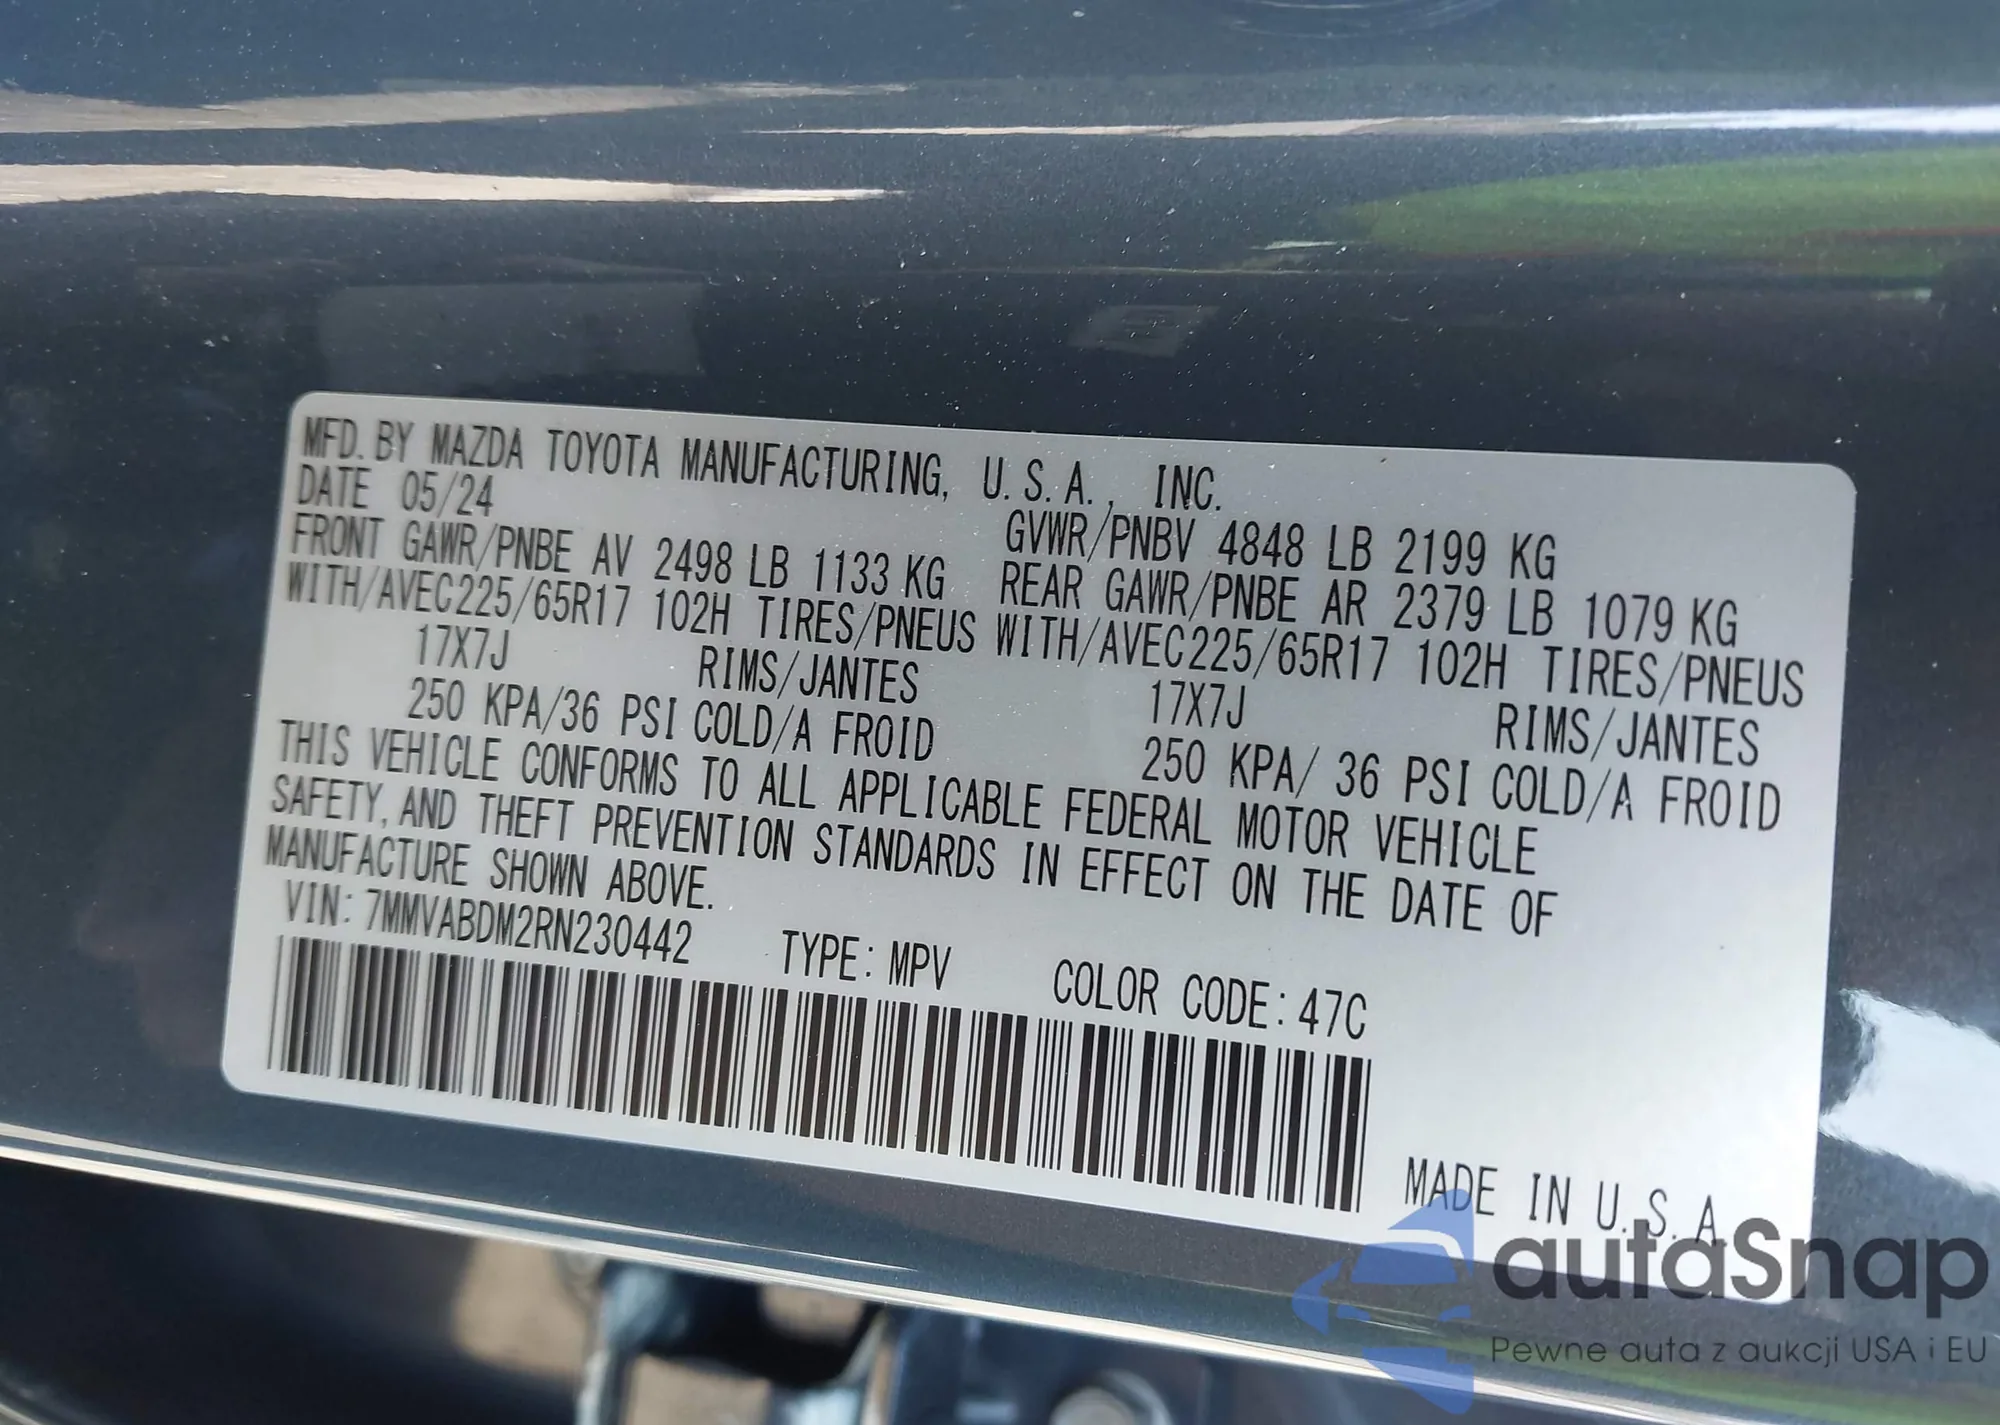 MFD. BY MAZDA TOYOTA MANUFACTURING, U. S. A., INC.
DATE 05/24 GVWR/PNBV 4848 LB 2199 KG
FRONT GAWR/PNBE AV 2498 LB 1133 KG REAR GAWR/PNBE AR 2379 LB 1079 KG
WITH/AVEC225/65R17 102H TIRES/PNEUS WITH/AVEC225/65R17 102H TIRES/PNEUS
17X7J RIMS/JANTES 17X7J RIMS/JANTES
250 KPA/36 PSI COLD/A FROID 250 KPA/ 36 PSI COLD/A FROID
THIS VEHICLE CONFORMS TO ALL APPLICABLE FEDERAL MOTOR VEHICLE
SAFETY, AND THEFT PREVENTION STANDARDS IN EFFECT ON THE DATE OF
MANUFACTURE SHOWN ABOVE.
VIN: 7MMVABDM2RN230442 TYPE: MPV COLOR CODE: 47C
MADE IN U. S. A.
autaSnap
Pewne auta z aukcji USA i EU